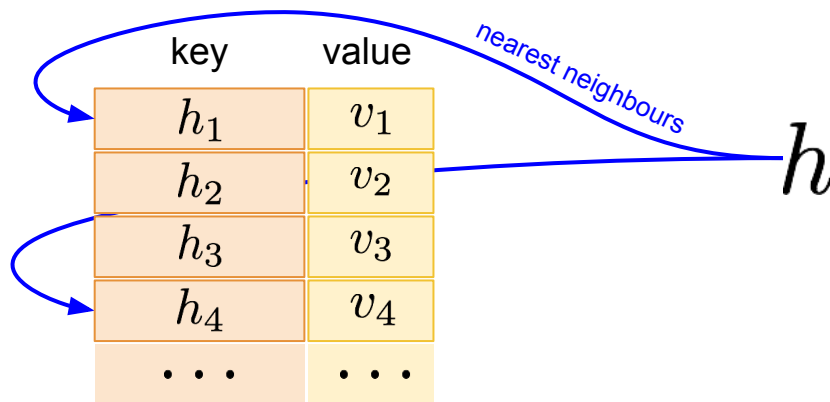 nearest neighbours
key value
h₁ v₁
h₂ v₂
h₃ v₃
h₄ v₄
... ...
h